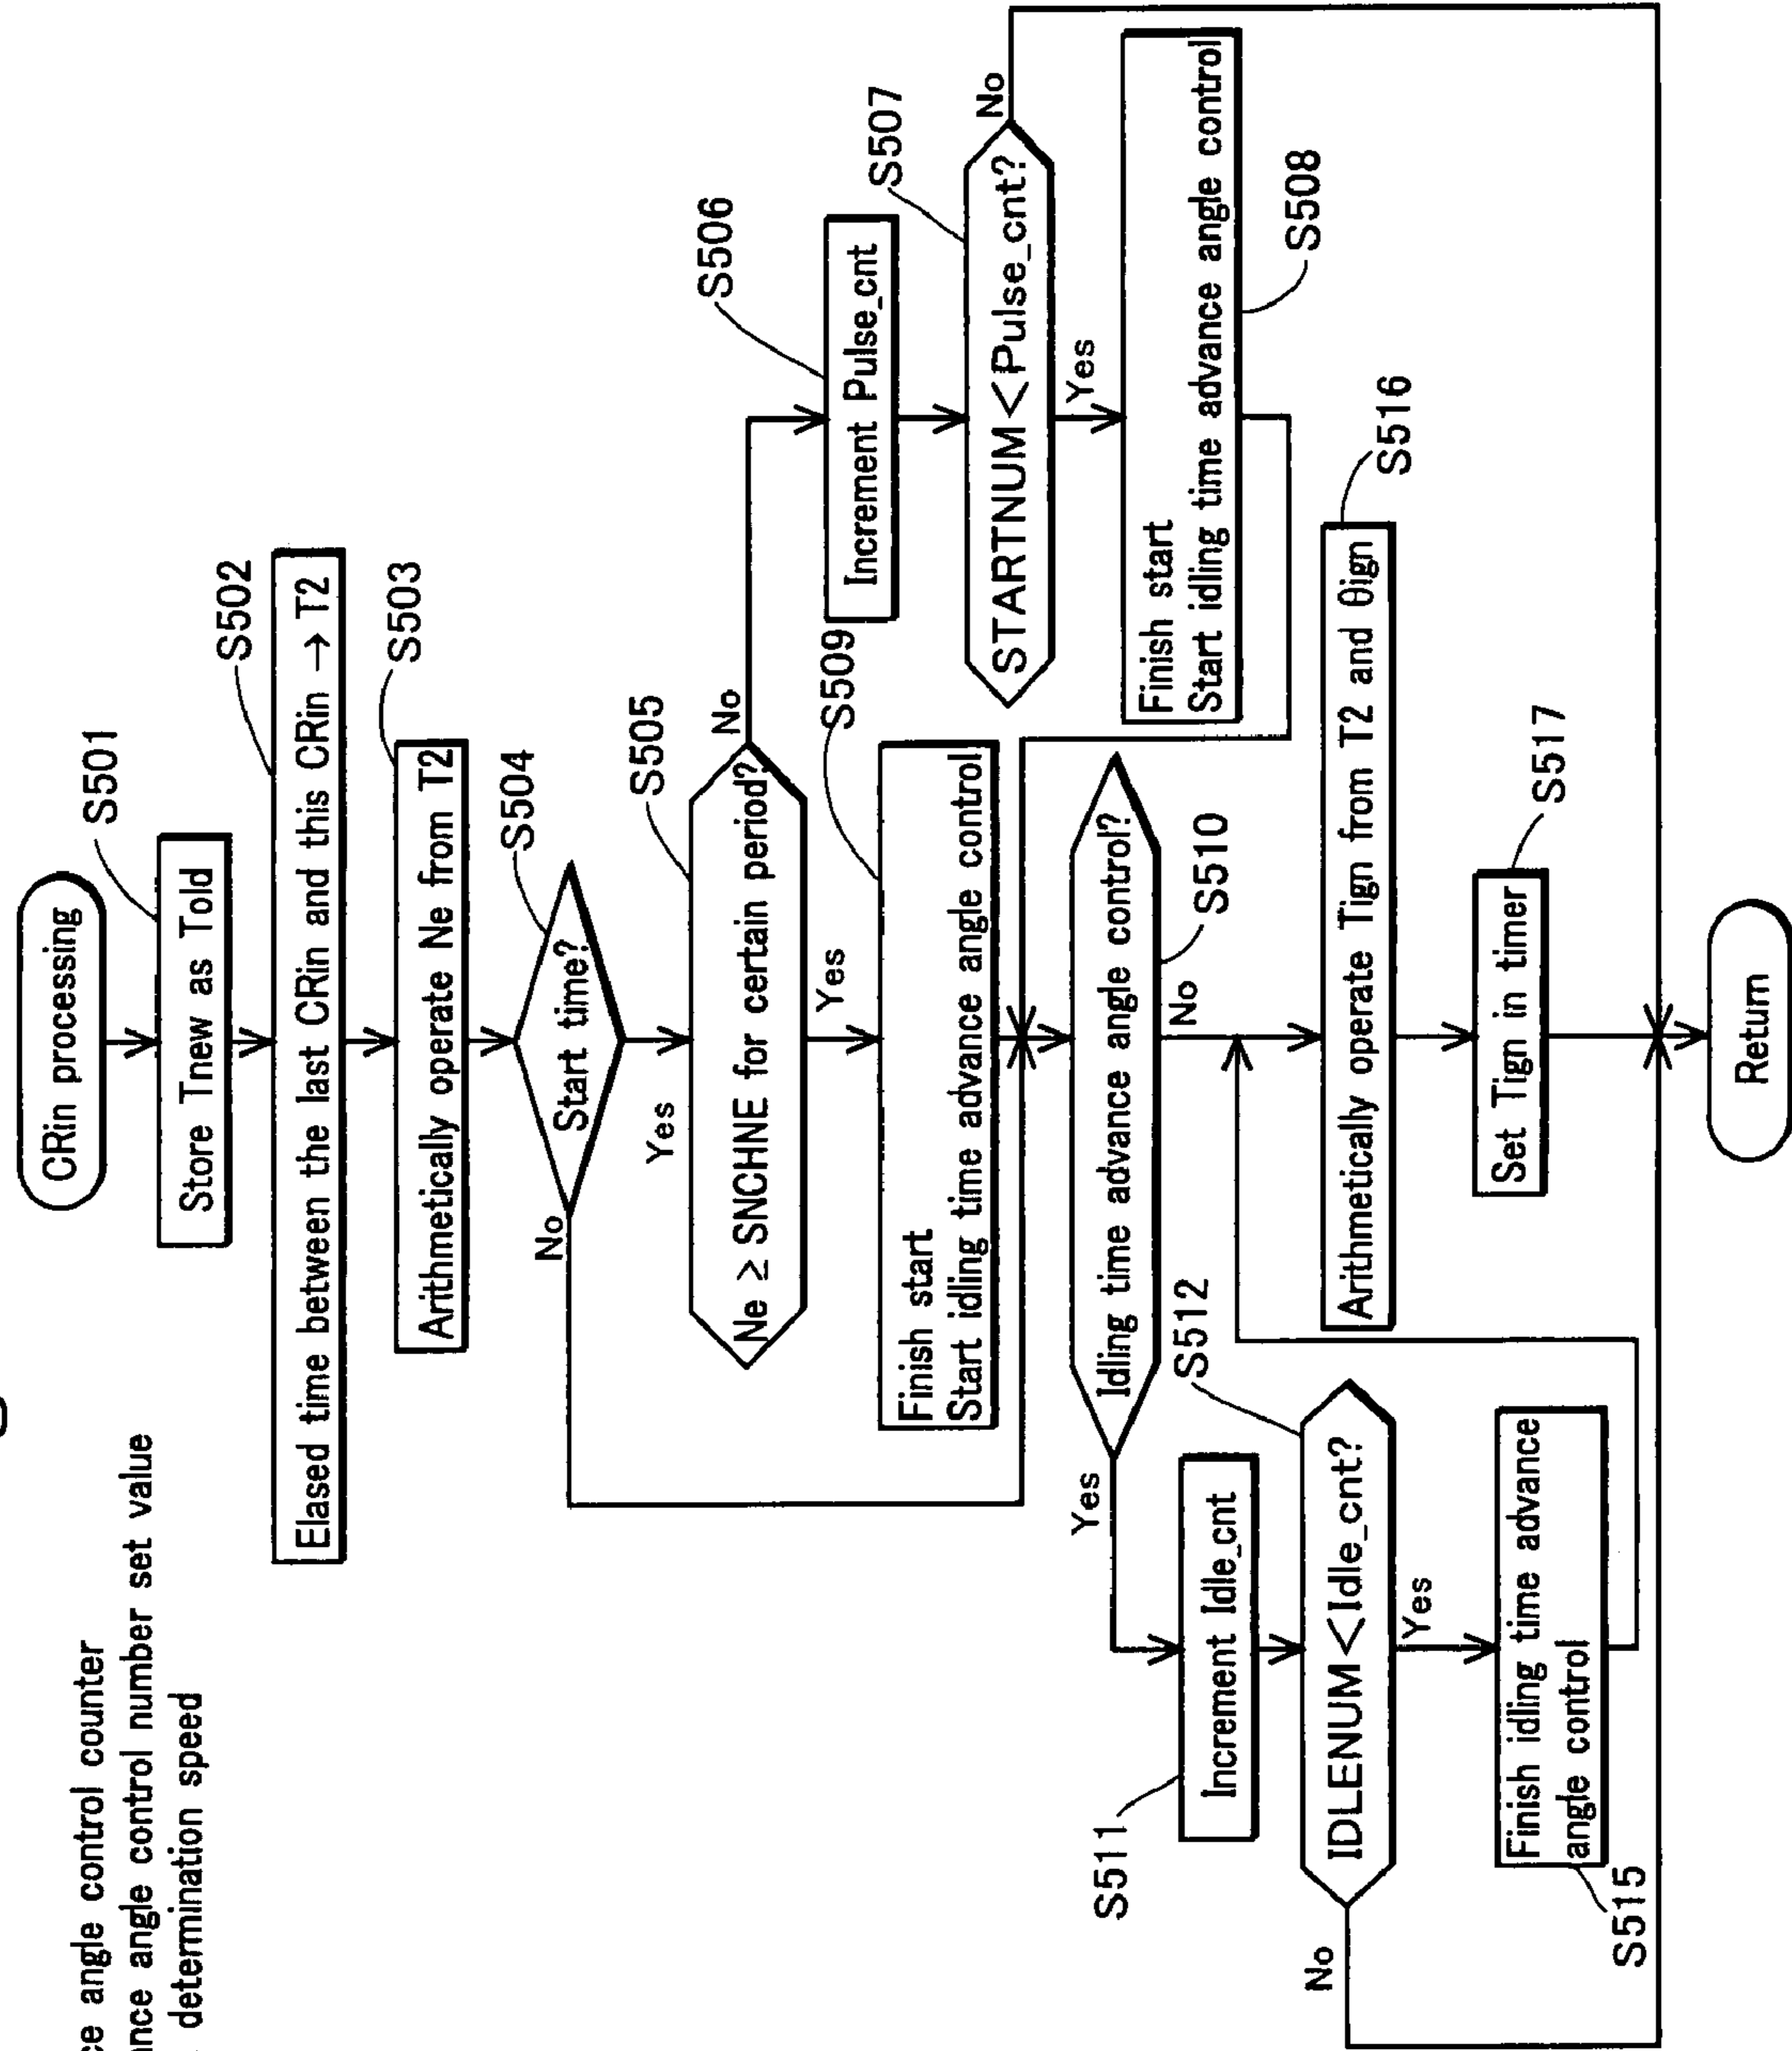 ce angle control counter
ance angle control number set value
determination speed
CRin processing
S501
Store Tnew as Told
S502
Elased time between the last CRin and this CRin → T2
S503
Arithmetically operate Ne from T2
S504
Start time?
No
Yes
S505
Ne ≥ SNCHNE for certain period?
No
Yes
S506
Increment Pulse_cnt
S507
STARTNUM<Pulse_cnt?
No
Yes
S508
Finish start
Start idling time advance angle control
S509
Finish start
Start idling time advance angle control
S510
Idling time advance angle control?
Yes
No
S511
Increment Idle_cnt
S512
IDLENUM<Idle_cnt?
No
Yes
S515
Finish idling time advance
angle control
S516
Arithmetically operate Tign from T2 and θign
S517
Set Tign in timer
Return